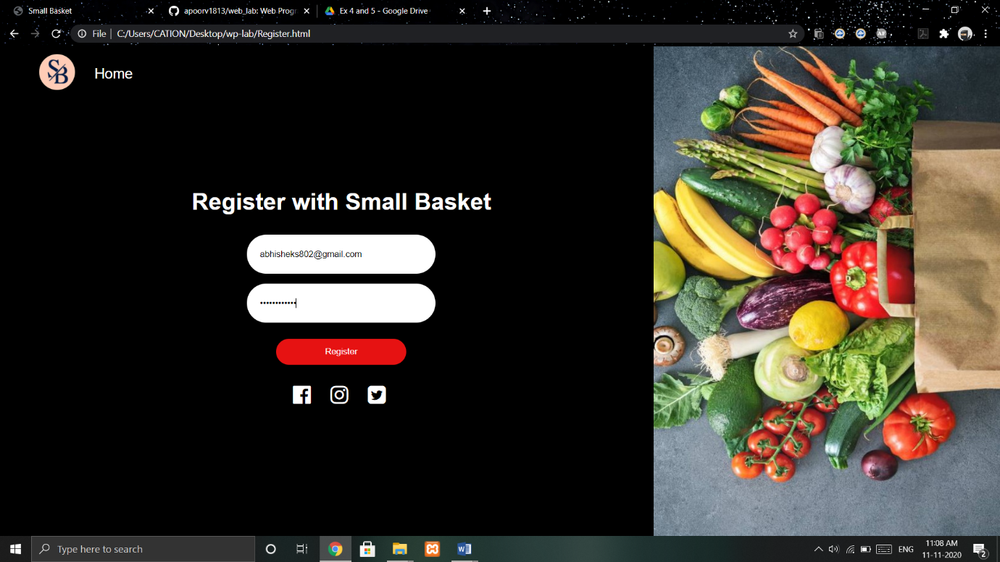 Small Basket
apoorv1813/web_lab: Web Progr
Ex 4 and 5 - Google Drive
File | C:/Users/CATION/Desktop/wp-lab/Register.html
SB
Home
Register with Small Basket
abhisheks802@gmail.com
••••••••••••
Register
Type here to search
ENG
11:08 AM
11-11-2020
2